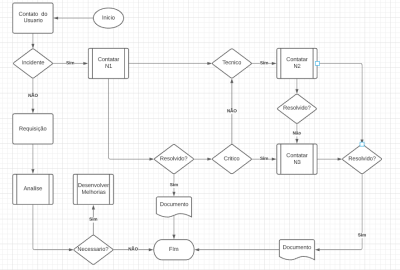 Contato do
Usuario
Inicio
Incidente
Sim
Contatar
N1
Tecnico
Sim
Contatar
N2
NÃO
Resolvido?
NÃO
Não
Requisição
Resolvido?
Critico
Sim
Contatar
N3
Resolvido?
Analise
Desenvolver
Melhorias
Sim
Documento
Sim
Sim
Necessario?
NÃO
Fim
Documento